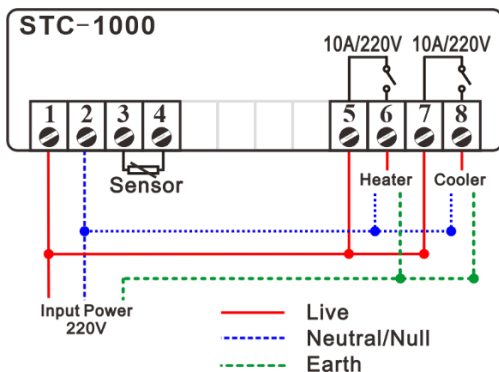 STC-1000
10A/220V 10A/220V
1 2 3 4 5 6 7 8
Sensor
Heater Cooler
Input Power
220V
Live
Neutral/Null
Earth